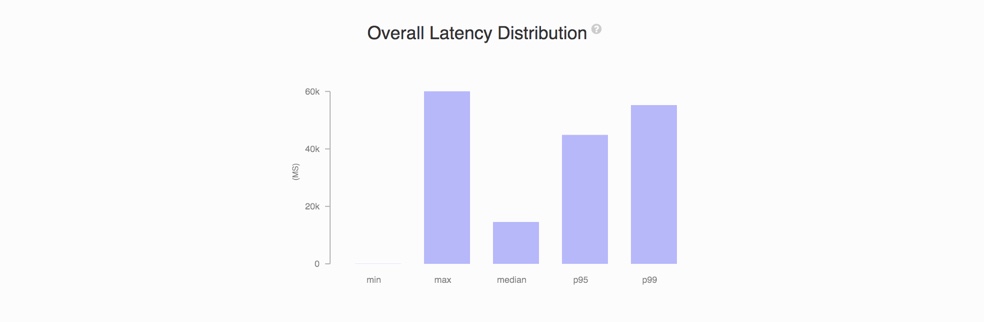 Overall Latency Distribution ?
60k
40k
(MS)
20k
0
min max median p95 p99